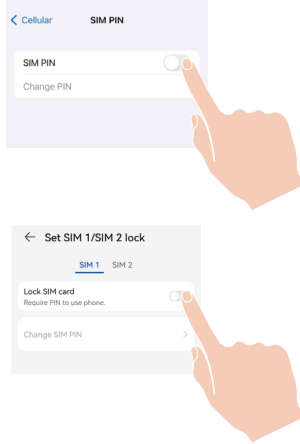 Cellular SIM PIN
SIM PIN
Change PIN
Set SIM 1/SIM 2 lock
SIM 1 SIM 2
Lock SIM card
Require PIN to use phone.
Change SIM PIN